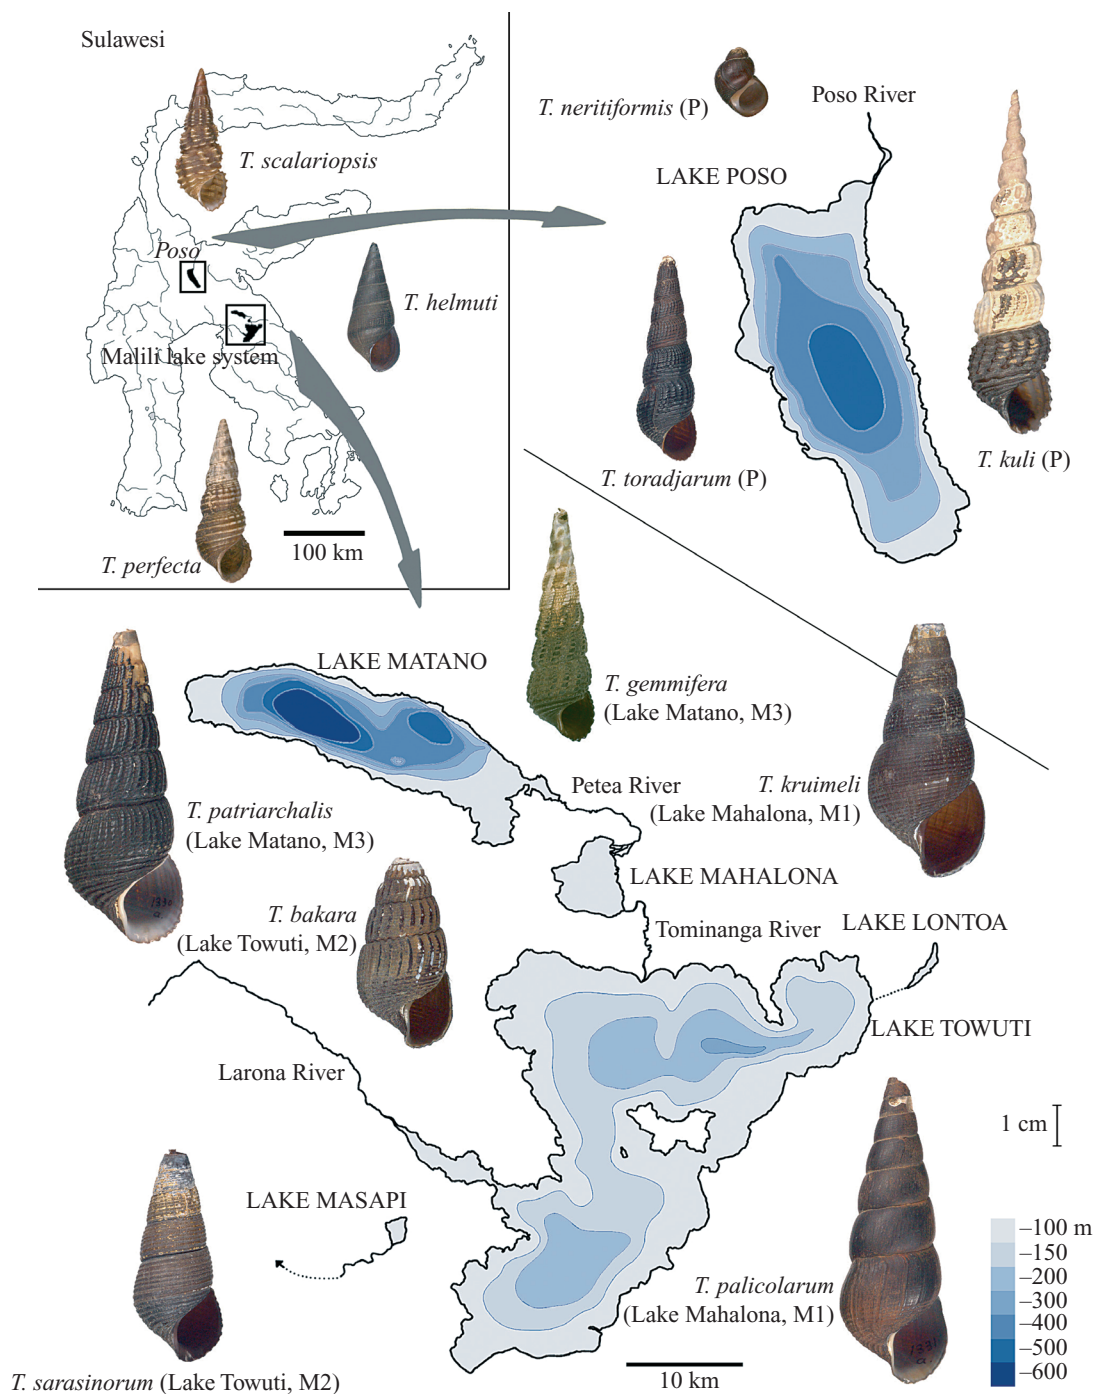 Sulawesi
T. scalariopsis
Poso
T. helmuti
Malili lake system
T. perfecta
100 km
T. neritiformis (P)
Poso River
LAKE POSO
T. toradjarum (P)
T. kuli (P)
LAKE MATANO
T. gemmifera
(Lake Matano, M3)
Petea River
T. kruimeli
(Lake Mahalona, M1)
T. patriarchalis
(Lake Matano, M3)
LAKE MAHALONA
T. bakara
(Lake Towuti, M2)
Tominanga River
LAKE LONTOA
LAKE TOWUTI
Larona River
1 cm
LAKE MASAPI
T. palicolarum
(Lake Mahalona, M1)
–100 m
–150
–200
–300
–400
–500
–600
10 km
T. sarasinorum (Lake Towuti, M2)